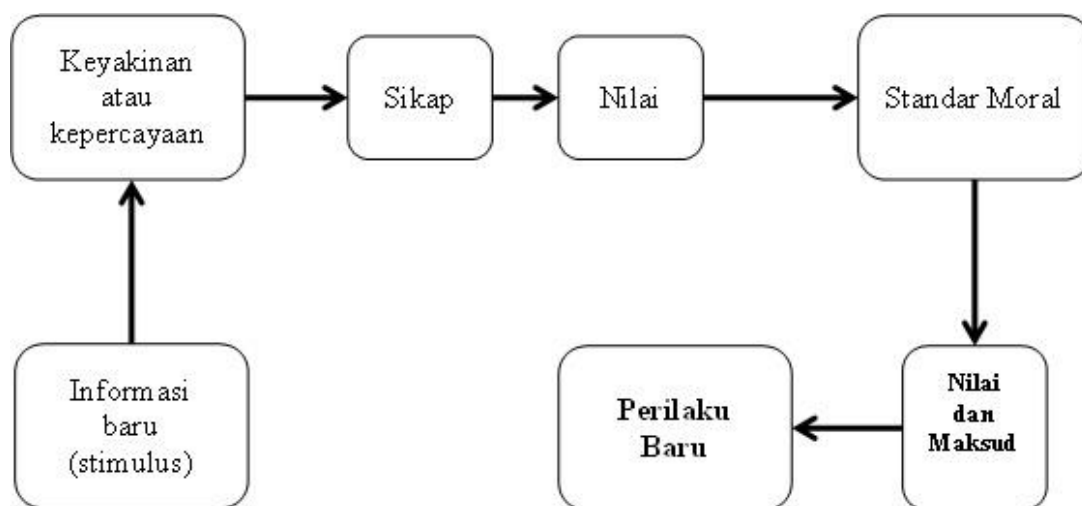 Keyakinan
atau
kepercayaan
Sikap
Nilai
Standar Moral
Informasi
baru
(stimulus)
Perilaku
Baru
Nilai
dan
Maksud